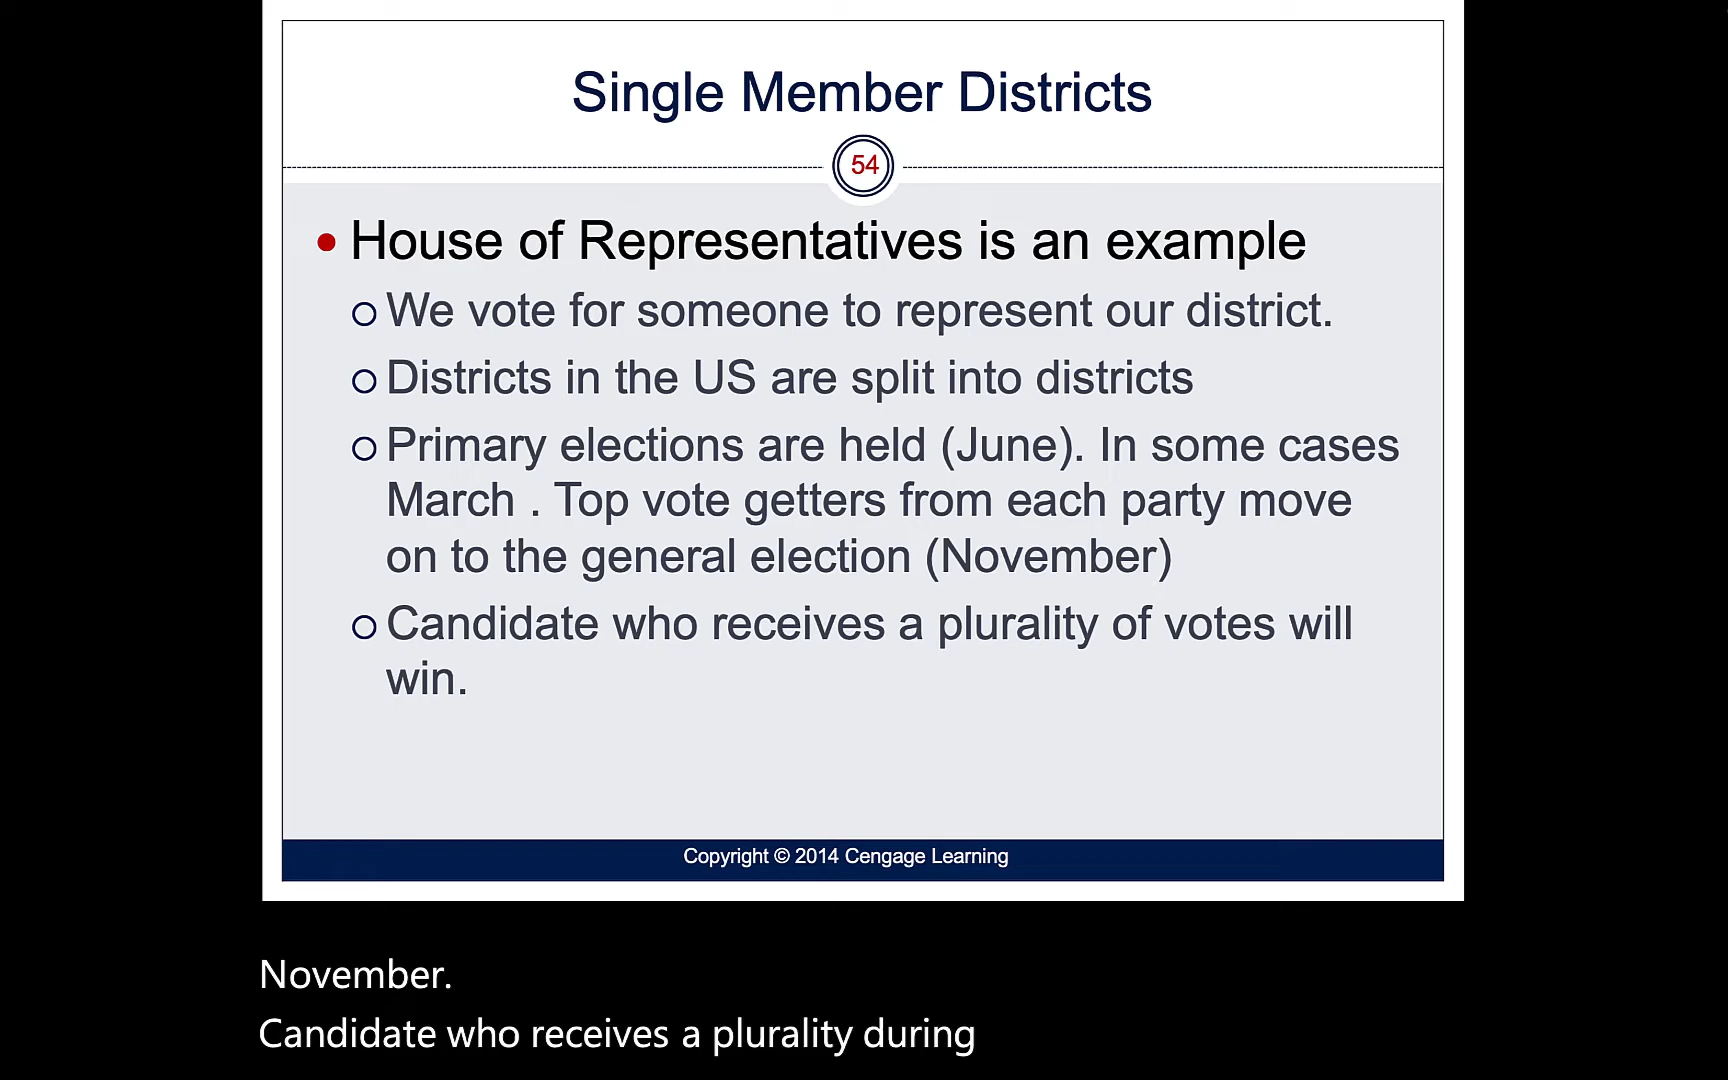 Single Member Districts
54
• House of Representatives is an example
o We vote for someone to represent our district.
o Districts in the US are split into districts
o Primary elections are held (June). In some cases
March . Top vote getters from each party move
on to the general election (November)
o Candidate who receives a plurality of votes will
win.
Copyright © 2014 Cengage Learning
November.
Candidate who receives a plurality during